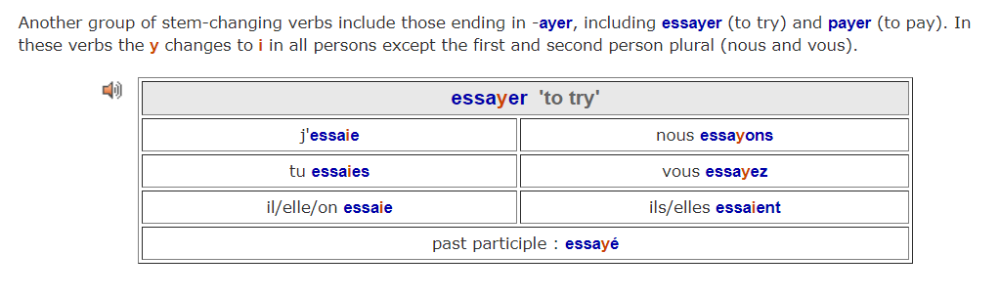 Another group of stem-changing verbs include those ending in -ayer, including essayer (to try) and payer (to pay). In
these verbs the y changes to i in all persons except the first and second person plural (nous and vous).
essayer 'to try'
j'essaie nous essayons
tu essaies vous essayez
il/elle/on essaie ils/elles essaient
past participle : essayé